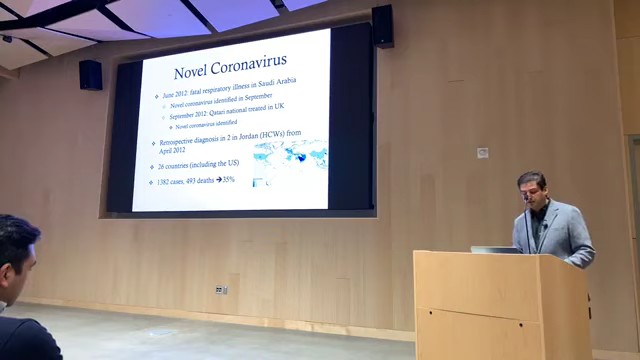 Novel Coronavirus
June 2012: fatal respiratory illness in Saudi Arabia
Novel coronavirus identified in September
September 2012: Qatari national treated in UK
Novel coronavirus identified
Retrospective diagnosis in 2 in Jordan (HCWs) from
April 2012
26 countries (including the US)
1382 cases, 493 deaths ➔35%